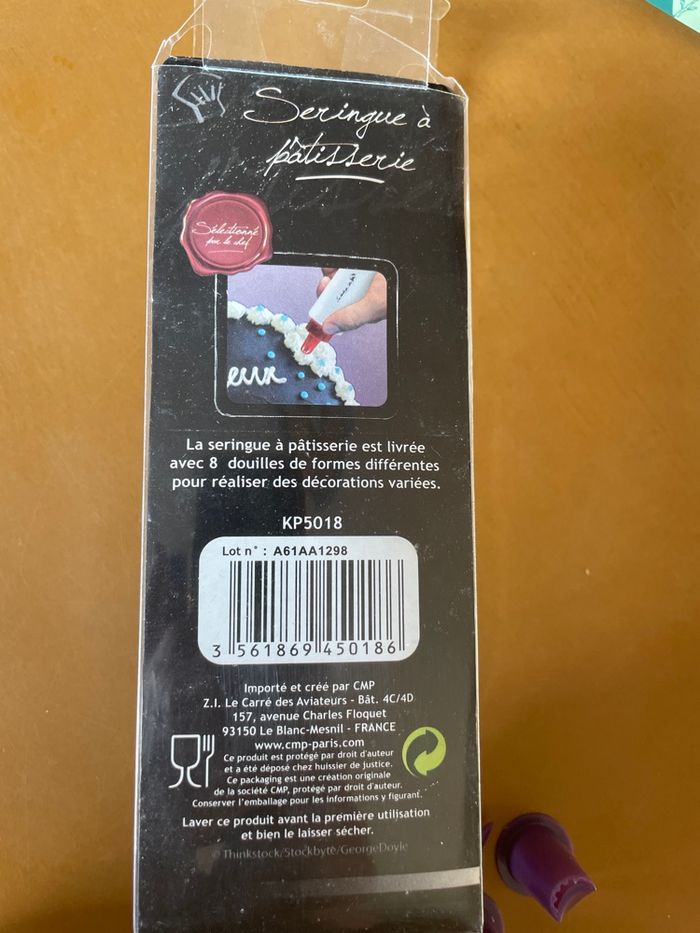 Seringue à
pâtisserie
Sélectionné
par le chef
La seringue à pâtisserie est livrée
avec 8 douilles de formes différentes
pour réaliser des décorations variées.
KP5018
Lot n° : A61AA1298
3 561869 450186
Importé et créé par CMP
Z.I. Le Carré des Aviateurs - Bât. 4C/4D
157, avenue Charles Floquet
93150 Le Blanc-Mesnil - FRANCE
www.cmp-paris.com
Ce produit est protégé par droit d'auteur
et a été déposé chez huissier de justice.
Ce packaging est une création originale
de la société CMP, protégé par droit d'auteur.
Conserver l'emballage pour les informations y figurant.
Laver ce produit avant la première utilisation
et bien le laisser sécher.
© Thinkstock/Stockbyte/GeorgeDoyle